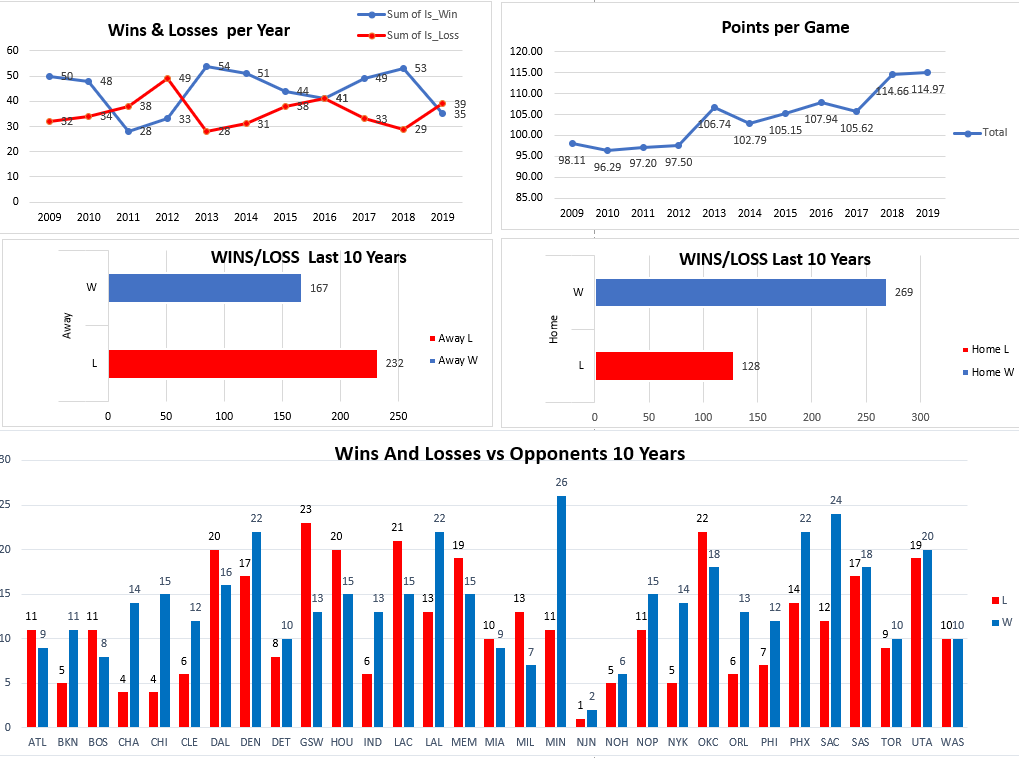 Wins & Losses per Year
Sum of Is_Win
Sum of Is_Loss
60
50
40
30
20
10
0
50 48 28 33 54 51 44 41 49 53 35
32 34 38 49 28 31 38 41 33 29 39
2009 2010 2011 2012 2013 2014 2015 2016 2017 2018 2019
Points per Game
120.00
115.00
110.00
105.00
100.00
95.00
90.00
85.00
98.11 96.29 97.20 97.50 106.74 102.79 105.15 107.94 105.62 114.66 114.97
Total
2009 2010 2011 2012 2013 2014 2015 2016 2017 2018 2019
WINS/LOSS Last 10 Years
Away
W
167
L
232
Away L
Away W
0 50 100 150 200 250
WINS/LOSS Last 10 Years
Home
W
269
L
128
Home L
Home W
0 50 100 150 200 250 300
Wins And Losses vs Opponents 10 Years
30
25
20
15
10
5
0
11 9 5 11 11 8 4 14 4 15 6 12 20 16 17 22 8 10 23 13 20 15 6 13 21 15 13 22 19 15 10 9 13 7 11 26 1 2 5 6 11 15 5 14 22 18 6 13 7 12 14 22 12 24 17 18 9 10 19 20 10 10
L
W
ATL BKN BOS CHA CHI CLE DAL DEN DET GSW HOU IND LAC LAL MEM MIA MIL MIN NJN NOH NOP NYK OKC ORL PHI PHX SAC SAS TOR UTA WAS